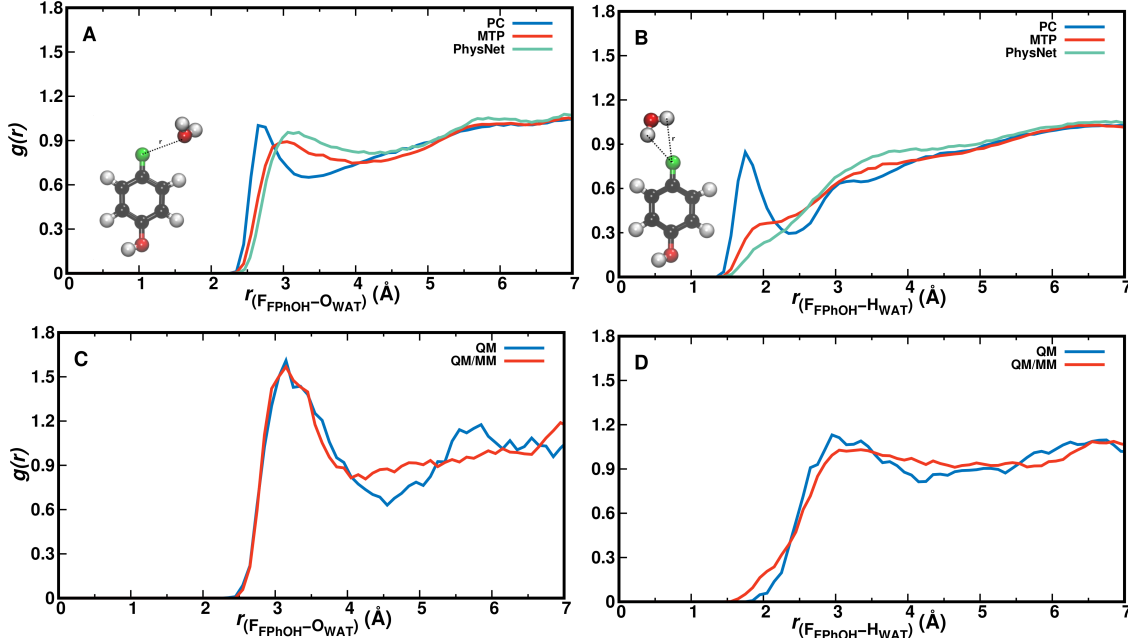 A
PC
MTP
PhysNet
g(r)
1.8
1.5
1.2
0.9
0.6
0.3
0
r
0 1 2 3 4 5 6 7
r(FFPhOH−OWAT) (Å)
B
PC
MTP
PhysNet
1.8
1.5
1.2
0.9
0.6
0.3
0
r
0 1 2 3 4 5 6 7
r(FFPhOH−HWAT) (Å)
C
QM
QM/MM
g(r)
1.8
1.5
1.2
0.9
0.6
0.3
0
0 1 2 3 4 5 6 7
r(FFPhOH−OWAT) (Å)
D
QM
QM/MM
1.8
1.5
1.2
0.9
0.6
0.3
0
0 1 2 3 4 5 6 7
r(FFPhOH−HWAT) (Å)